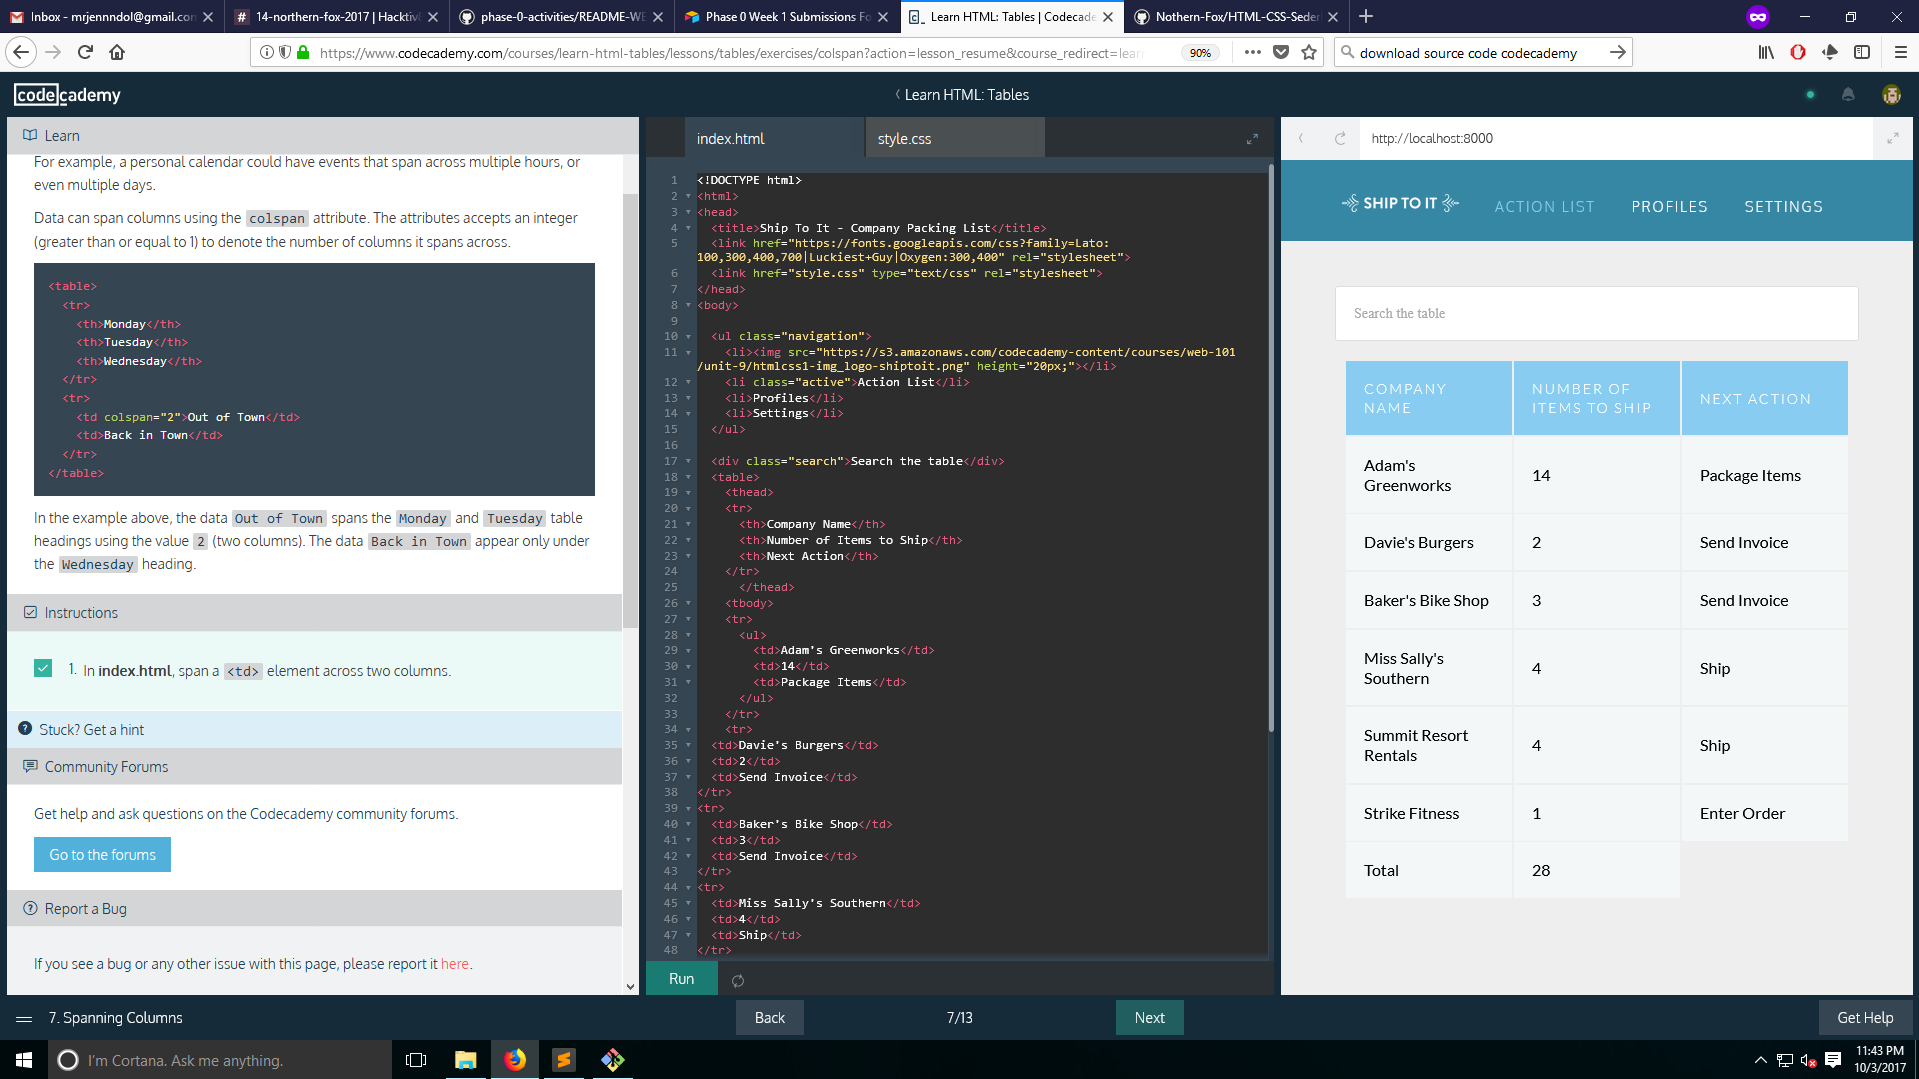 Inbox - mrjennndol@gmail.con
14-northern-fox-2017 | Hacktiv8
phase-0-activities/README-WE
Phase 0 Week 1 Submissions Fo
Learn HTML: Tables | Codecade
Nothern-Fox/HTML-CSS-Seder
https://www.codecademy.com/courses/learn-html-tables/lessons/tables/exercises/colspan?action=lesson_resume&course_redirect=lear
90%
download source code codecademy
codecademy
Learn HTML: Tables
Learn
For example, a personal calendar could have events that span across multiple hours, or
even multiple days.
Data can span columns using the colspan attribute. The attributes accepts an integer
(greater than or equal to 1) to denote the number of columns it spans across.
<table>
<tr>
<th>Monday</th>
<th>Tuesday</th>
<th>Wednesday</th>
</tr>
<tr>
<td colspan="2">Out of Town</td>
<td>Back in Town</td>
</tr>
</table>
In the example above, the data Out of Town spans the Monday and Tuesday table
headings using the value 2 (two columns). The data Back in Town appear only under
the Wednesday heading.
Instructions
1. In index.html, span a <td> element across two columns.
Stuck? Get a hint
Community Forums
Get help and ask questions on the Codecademy community forums.
Go to the forums
Report a Bug
If you see a bug or any other issue with this page, please report it here.
index.html
style.css
1 <!DOCTYPE html>
2 <html>
3 <head>
4 <title>Ship To It - Company Packing List</title>
5 <link href="https://fonts.googleapis.com/css?family=Lato:
100,300,400,700|Luckiest+Guy|Oxygen:300,400" rel="stylesheet">
6 <link href="style.css" type="text/css" rel="stylesheet">
7 </head>
8 <body>
9
10 <ul class="navigation">
11 <li><img src="https://s3.amazonaws.com/codecademy-content/courses/web-101
/unit-9/htmlcss1-img_logo-shiptoit.png" height="20px;"></li>
12 <li class="active">Action List</li>
13 <li>Profiles</li>
14 <li>Settings</li>
15 </ul>
16
17 <div class="search">Search the table</div>
18 <table>
19 <thead>
20 <tr>
21 <th>Company Name</th>
22 <th>Number of Items to Ship</th>
23 <th>Next Action</th>
24 </tr>
25 </thead>
26 <tbody>
27 <tr>
28 <ul>
29 <td>Adam's Greenworks</td>
30 <td>14</td>
31 <td>Package Items</td>
32 </ul>
33 </tr>
34 <tr>
35 <td>Davie's Burgers</td>
36 <td>2</td>
37 <td>Send Invoice</td>
38 </tr>
39 <tr>
40 <td>Baker's Bike Shop</td>
41 <td>3</td>
42 <td>Send Invoice</td>
43 </tr>
44 <tr>
45 <td>Miss Sally's Southern</td>
46 <td>4</td>
47 <td>Ship</td>
48 </tr>
Run
http://localhost:8000
SHIP TO IT
ACTION LIST
PROFILES
SETTINGS
Search the table
COMPANY NAME
NUMBER OF ITEMS TO SHIP
NEXT ACTION
Adam's Greenworks 14 Package Items
Davie's Burgers 2 Send Invoice
Baker's Bike Shop 3 Send Invoice
Miss Sally's Southern 4 Ship
Summit Resort Rentals 4 Ship
Strike Fitness 1 Enter Order
Total 28
7. Spanning Columns
Back
7/13
Next
Get Help
I'm Cortana. Ask me anything.
11:43 PM
10/3/2017